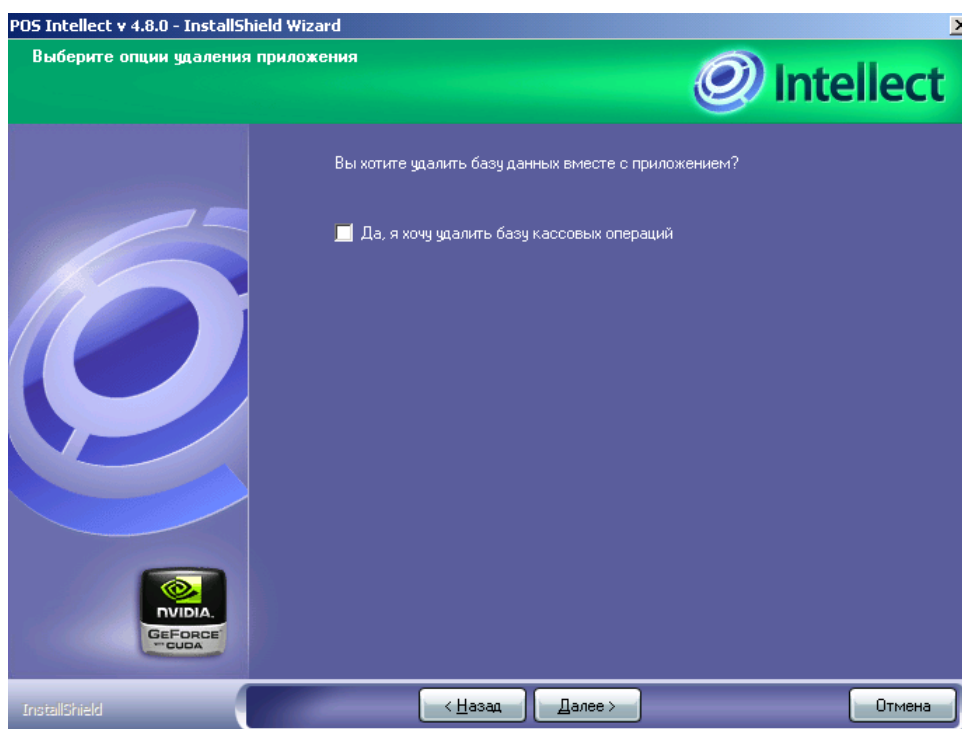 POS Intellect v 4.8.0 - InstallShield Wizard
Выберите опции удаления приложения
Intellect
Вы хотите удалить базу данных вместе с приложением?
Да, я хочу удалить базу кассовых операций
NVIDIA.
GEFORCE
WITH CUDA
InstallShield
< Назад
Далее >
Отмена